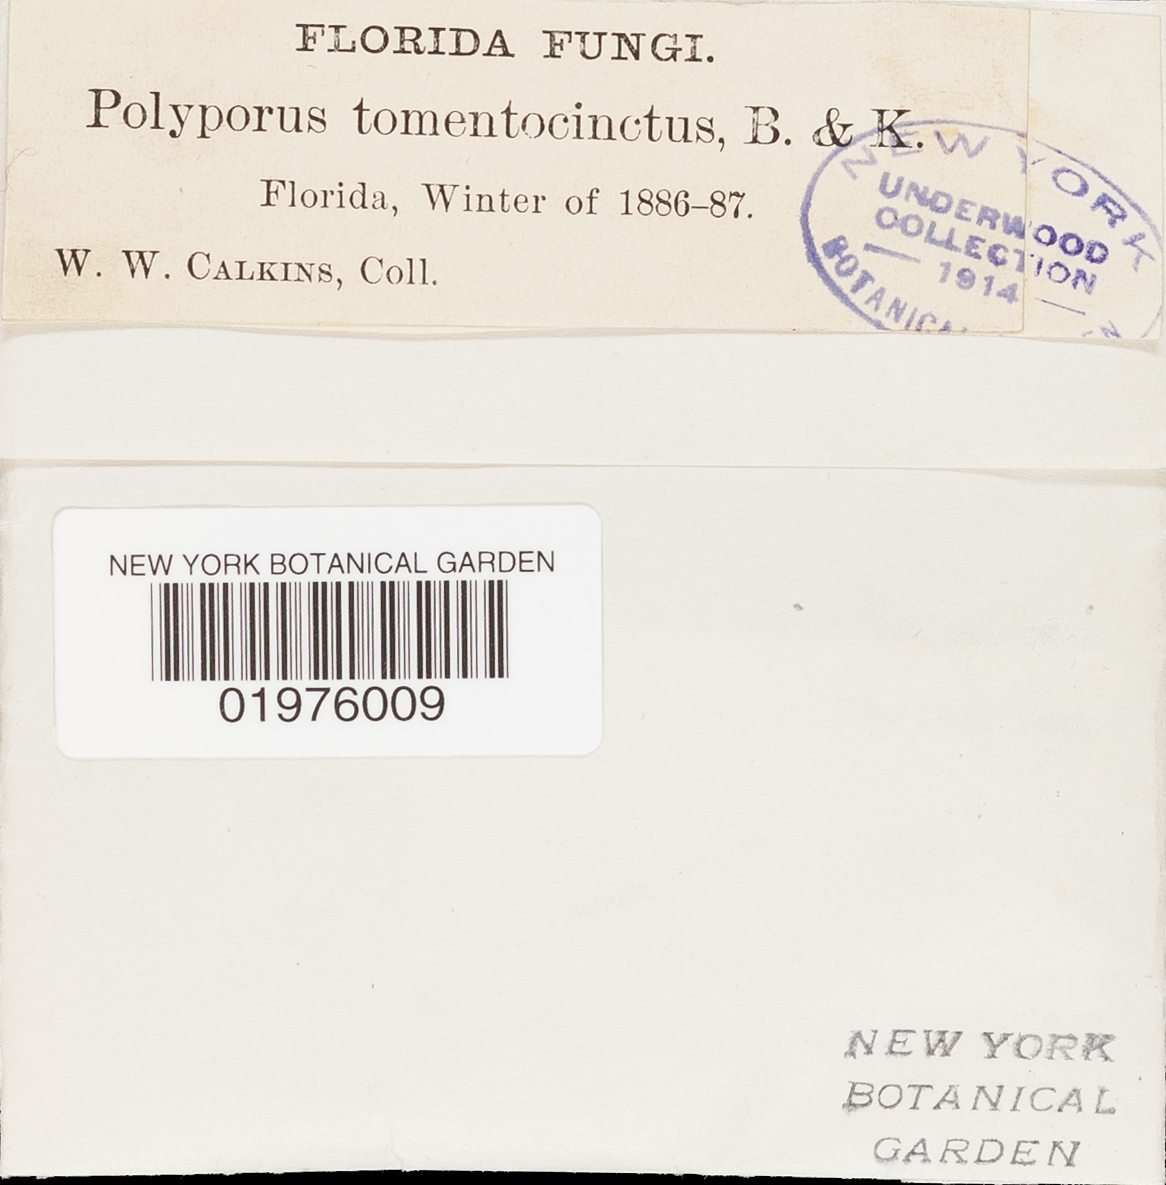 FLORIDA FUNGI.
Polyporus tomentocinctus, B. & K.
Florida, Winter of 1886–87.
W. W. CALKINS, Coll.
NEW YORK
UNDERWOOD
COLLECTION
— 1914 —
BOTANICAL
NEW YORK BOTANICAL GARDEN
01976009
NEW YORK
BOTANICAL
GARDEN